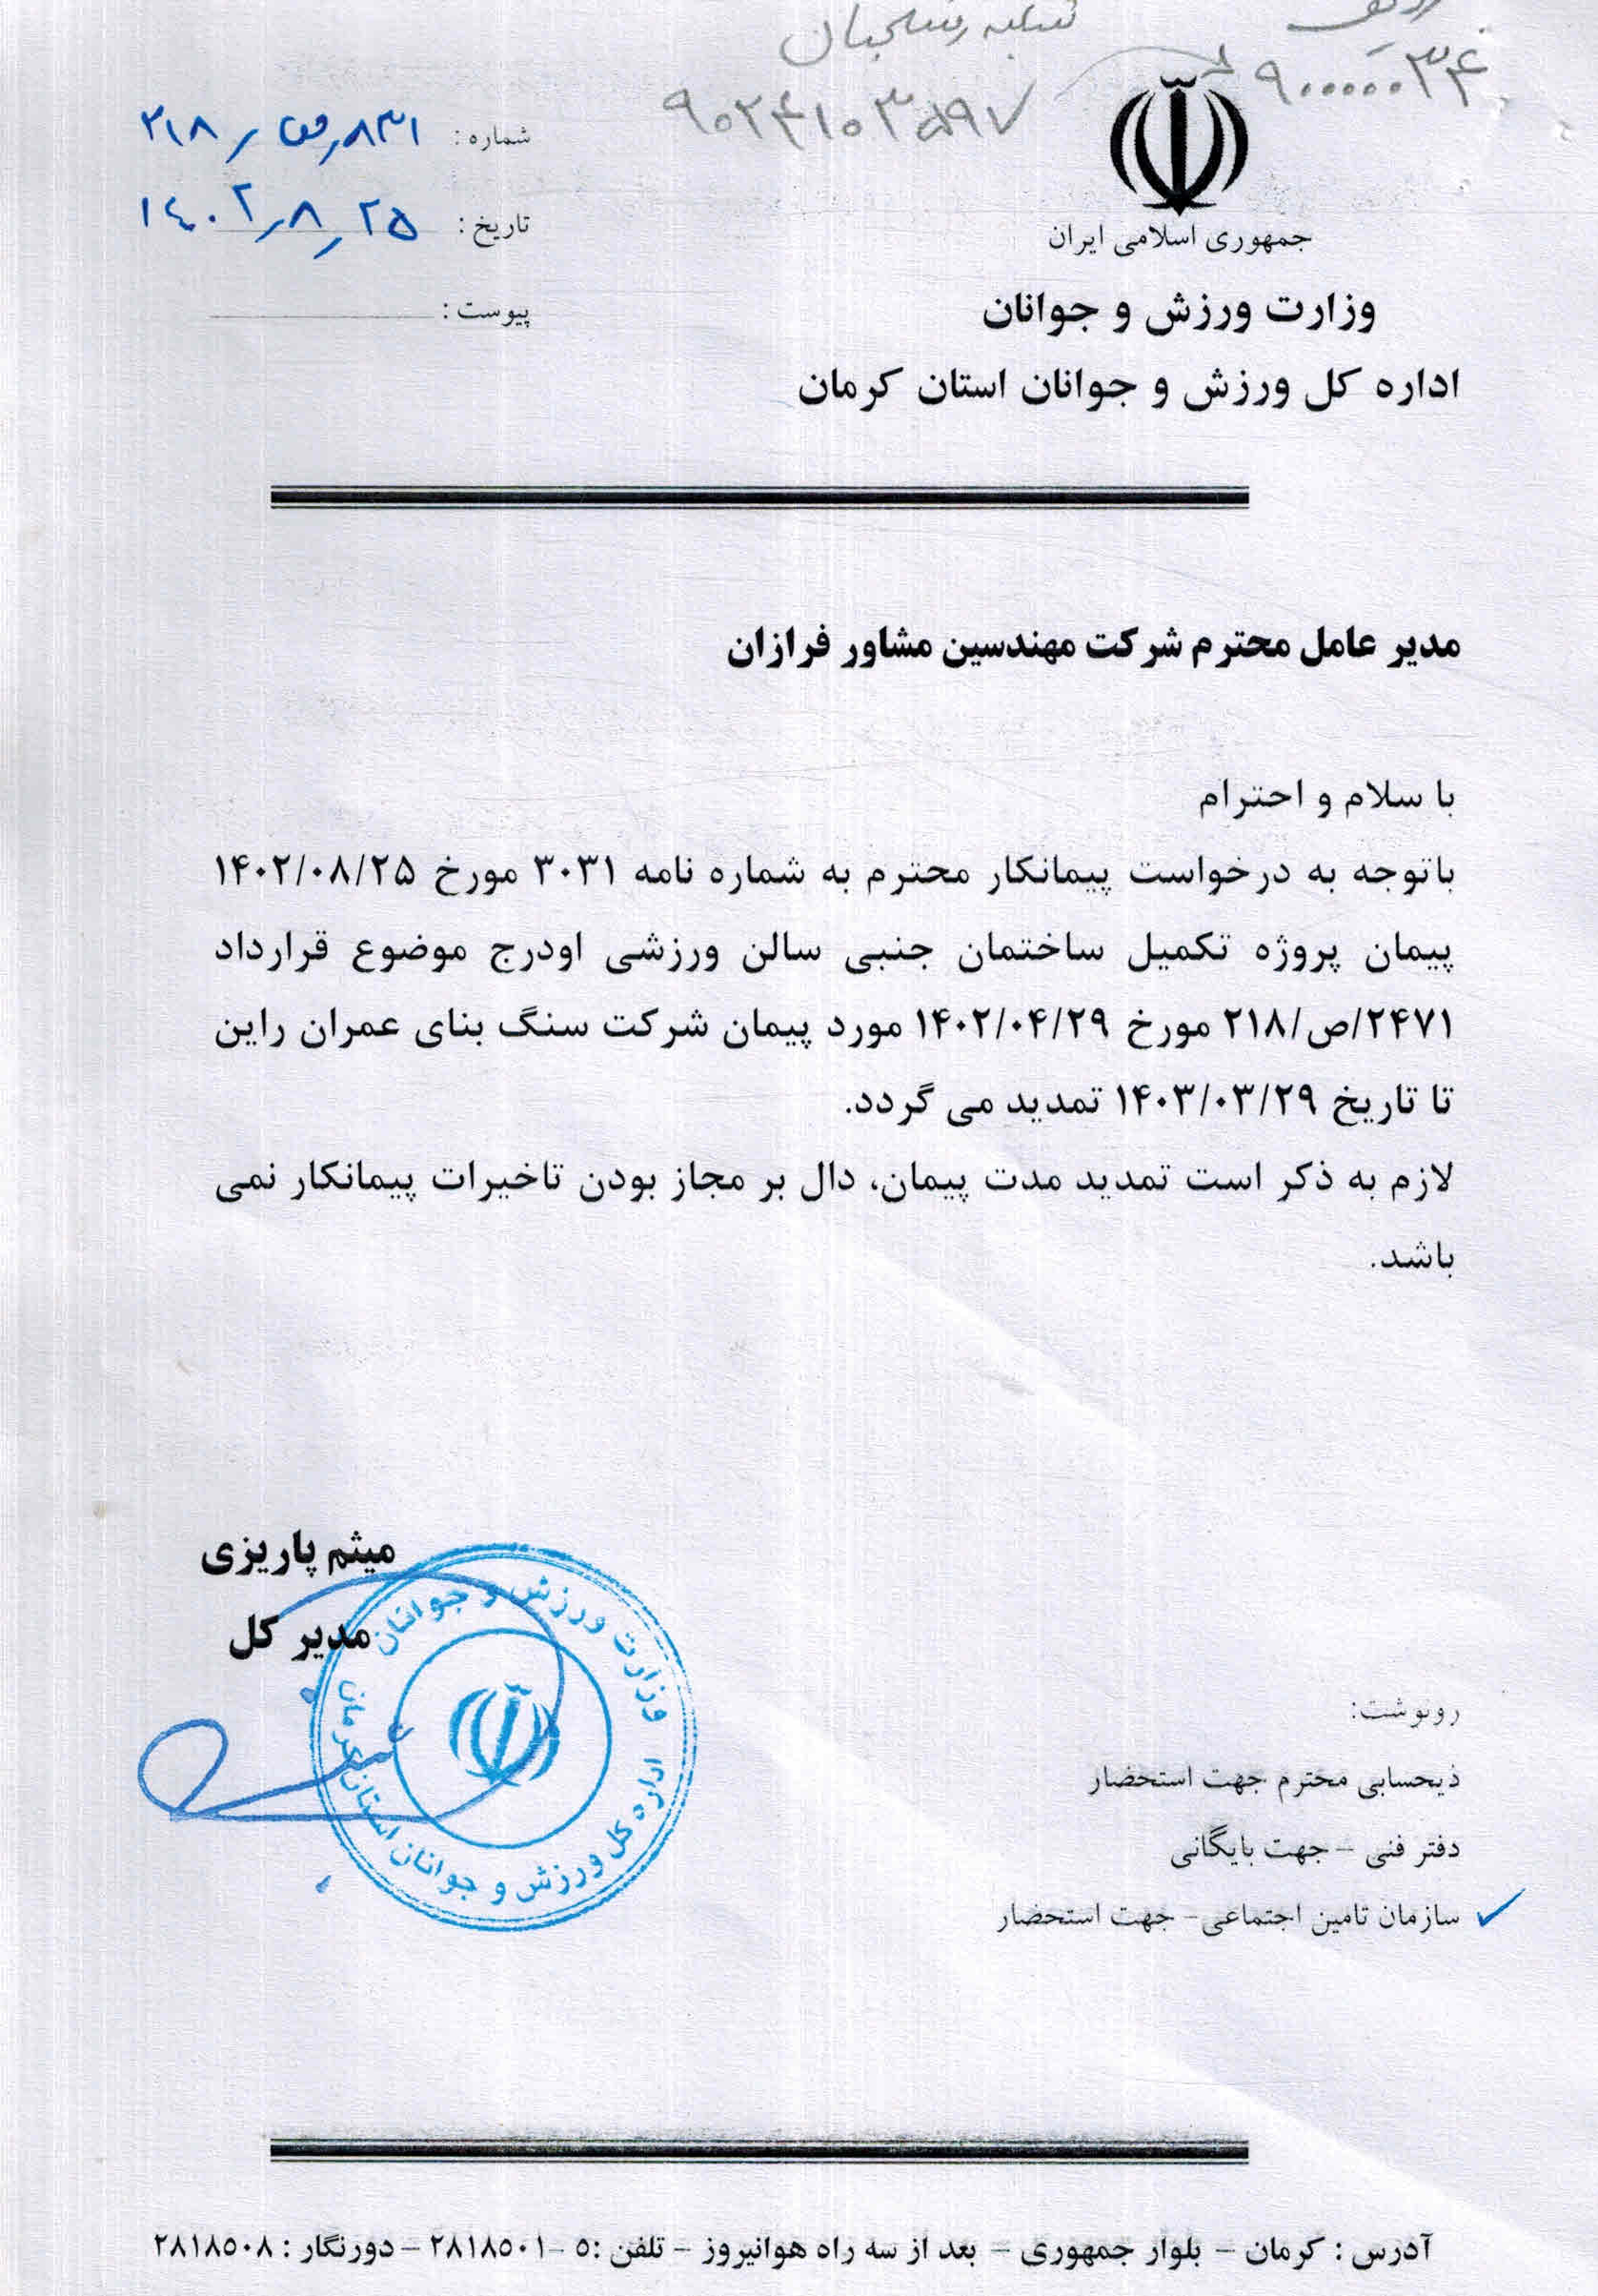 شعبه رفسنجان
۹۰۰۰۰۰۳۴
۹۰۲۴۱۰۳۵۹۷
شماره :
تاریخ : ۱۴۰۲/۸/۲۵
پیوست :
جمهوری اسلامی ایران
وزارت ورزش و جوانان
اداره کل ورزش و جوانان استان کرمان
مدیر عامل محترم شرکت مهندسین مشاور فرازان
با سلام و احترام
باتوجه به درخواست پیمانکار محترم به شماره نامه ۳۰۳۱ مورخ ۱۴۰۲/۰۸/۲۵
پیمان پروژه تکمیل ساختمان جنبی سالن ورزشی اودرج موضوع قرارداد
۲۴۷۱/ص/۲۱۸ مورخ ۱۴۰۲/۰۴/۲۹ مورد پیمان شرکت سنگ بنای عمران راین
تا تاریخ ۱۴۰۳/۰۳/۲۹ تمدید می گردد.
لازم به ذکر است تمدید مدت پیمان، دال بر مجاز بودن تاخیرات پیمانکار نمی
باشد.
میثم پاریزی
مدیر کل
وزارت ورزش و جوانان
اداره کل ورزش و جوانان استان کرمان
رونوشت:
ذیحسابی محترم جهت استحضار
دفتر فنی – جهت بایگانی
سازمان تامین اجتماعی- جهت استحضار
آدرس : کرمان – بلوار جمهوری – بعد از سه راه هوانیروز – تلفن :۵ –۲۸۱۸۵۰۱ – دورنگار : ۲۸۱۸۵۰۸